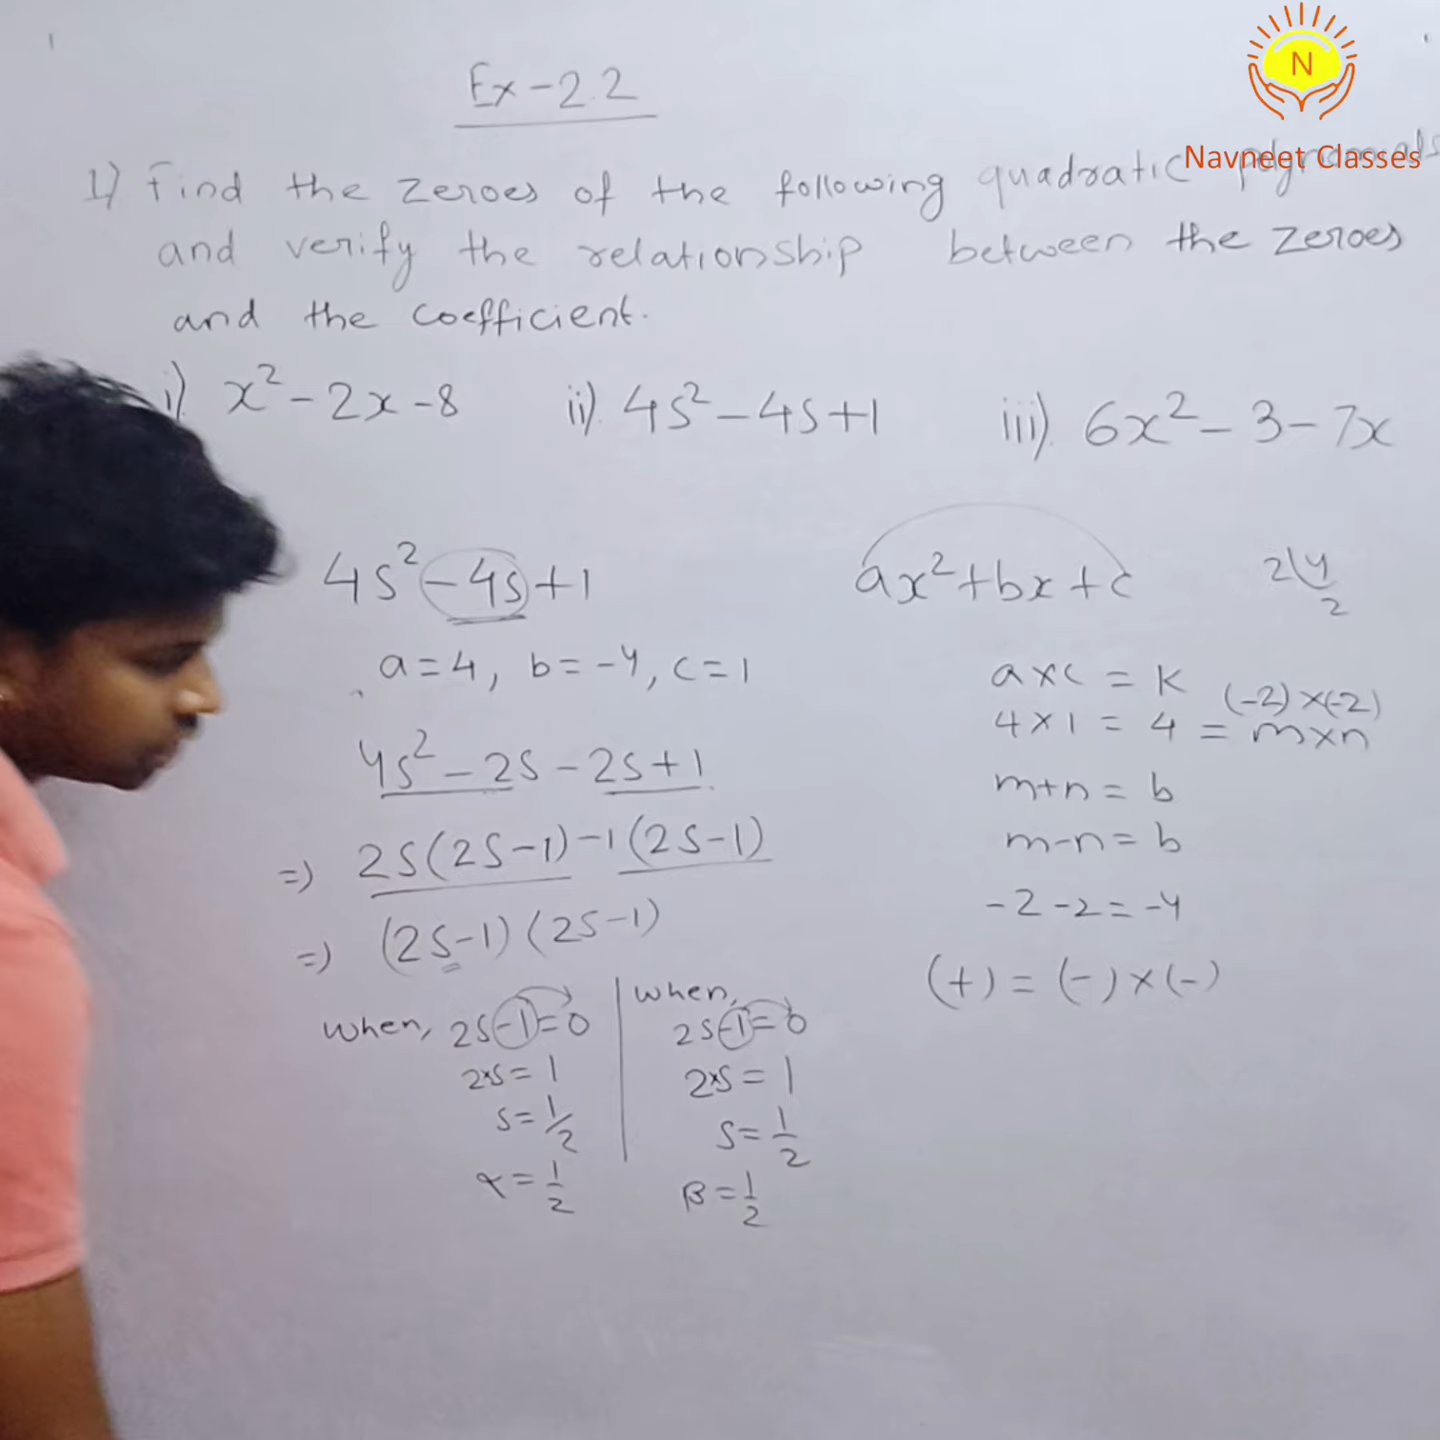 N
Navneet Classes
Ex-2.2
1) Find the zeroes of the following quadratic polynomials
and verify the relationship between the zeroes
and the coefficient.
i) x² - 2x - 8 ii) 4s² - 4s + 1 iii) 6x² - 3 - 7x
4s² - 4s + 1
a = 4, b = -4, c = 1
4s² - 2s - 2s + 1
=> 2s(2s-1) -1(2s-1)
=> (2s-1)(2s-1)
when, 2s-1=0
2×s = 1
s = 1/2
α = 1/2
when,
2s-1=0
2×s = 1
s = 1/2
β = 1/2
ax² + bx + c
2\4
2
a×c = k
(-2)×(-2)
4×1 = 4 = m×n
m+n = b
m-n = b
-2-2 = -4
(+) = (-)×(-)